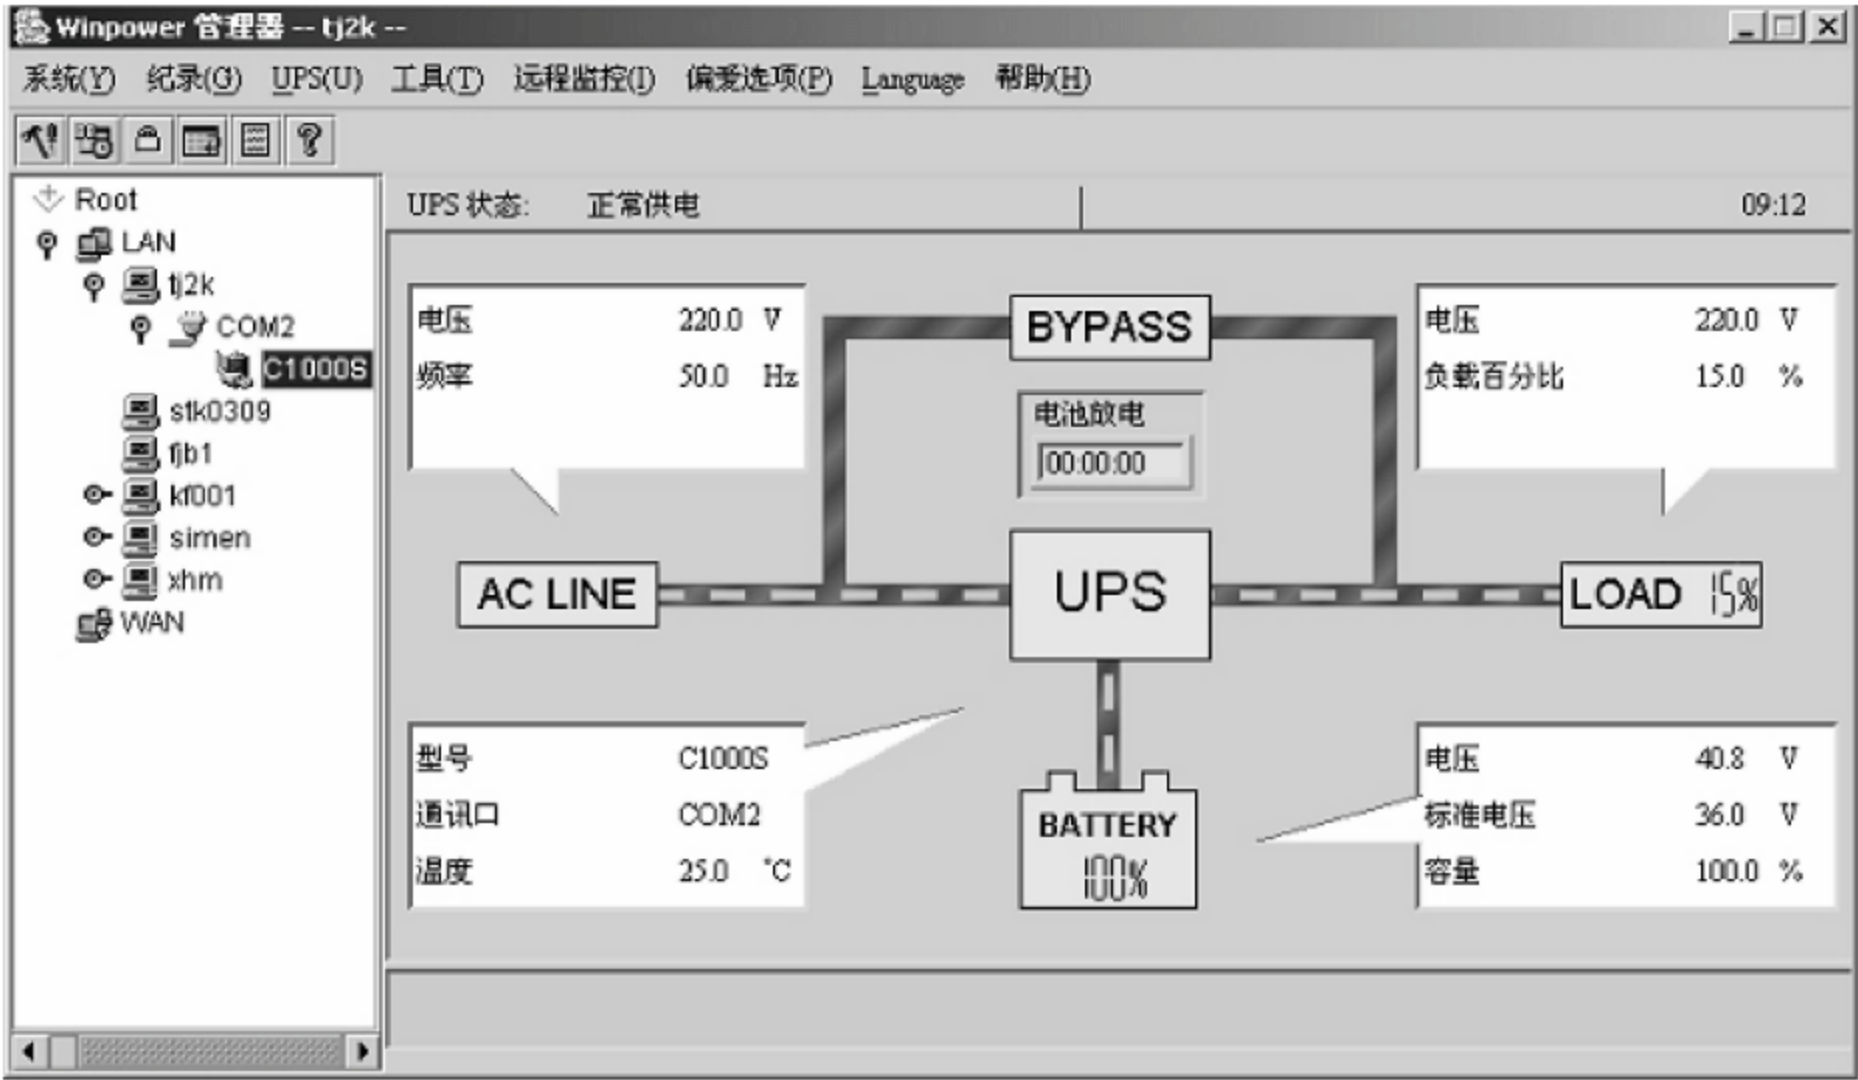 Winpower 管理器 -- tj2k --
系统(Y) 纪录(G) UPS(U) 工具(T) 远程监控(I) 偏爱选项(P) Language 帮助(H)
Root
LAN
tj2k
COM2
C1000S
stk0309
fjb1
kf001
simen
xhm
WAN
UPS 状态: 正常供电 09:12
电压 220.0 V
频率 50.0 Hz
BYPASS
电池放电
00:00:00
电压 220.0 V
负载百分比 15.0 %
AC LINE
UPS
LOAD 15%
型号 C1000S
通讯口 COM2
温度 25.0 ℃
BATTERY
100%
电压 40.8 V
标准电压 36.0 V
容量 100.0 %